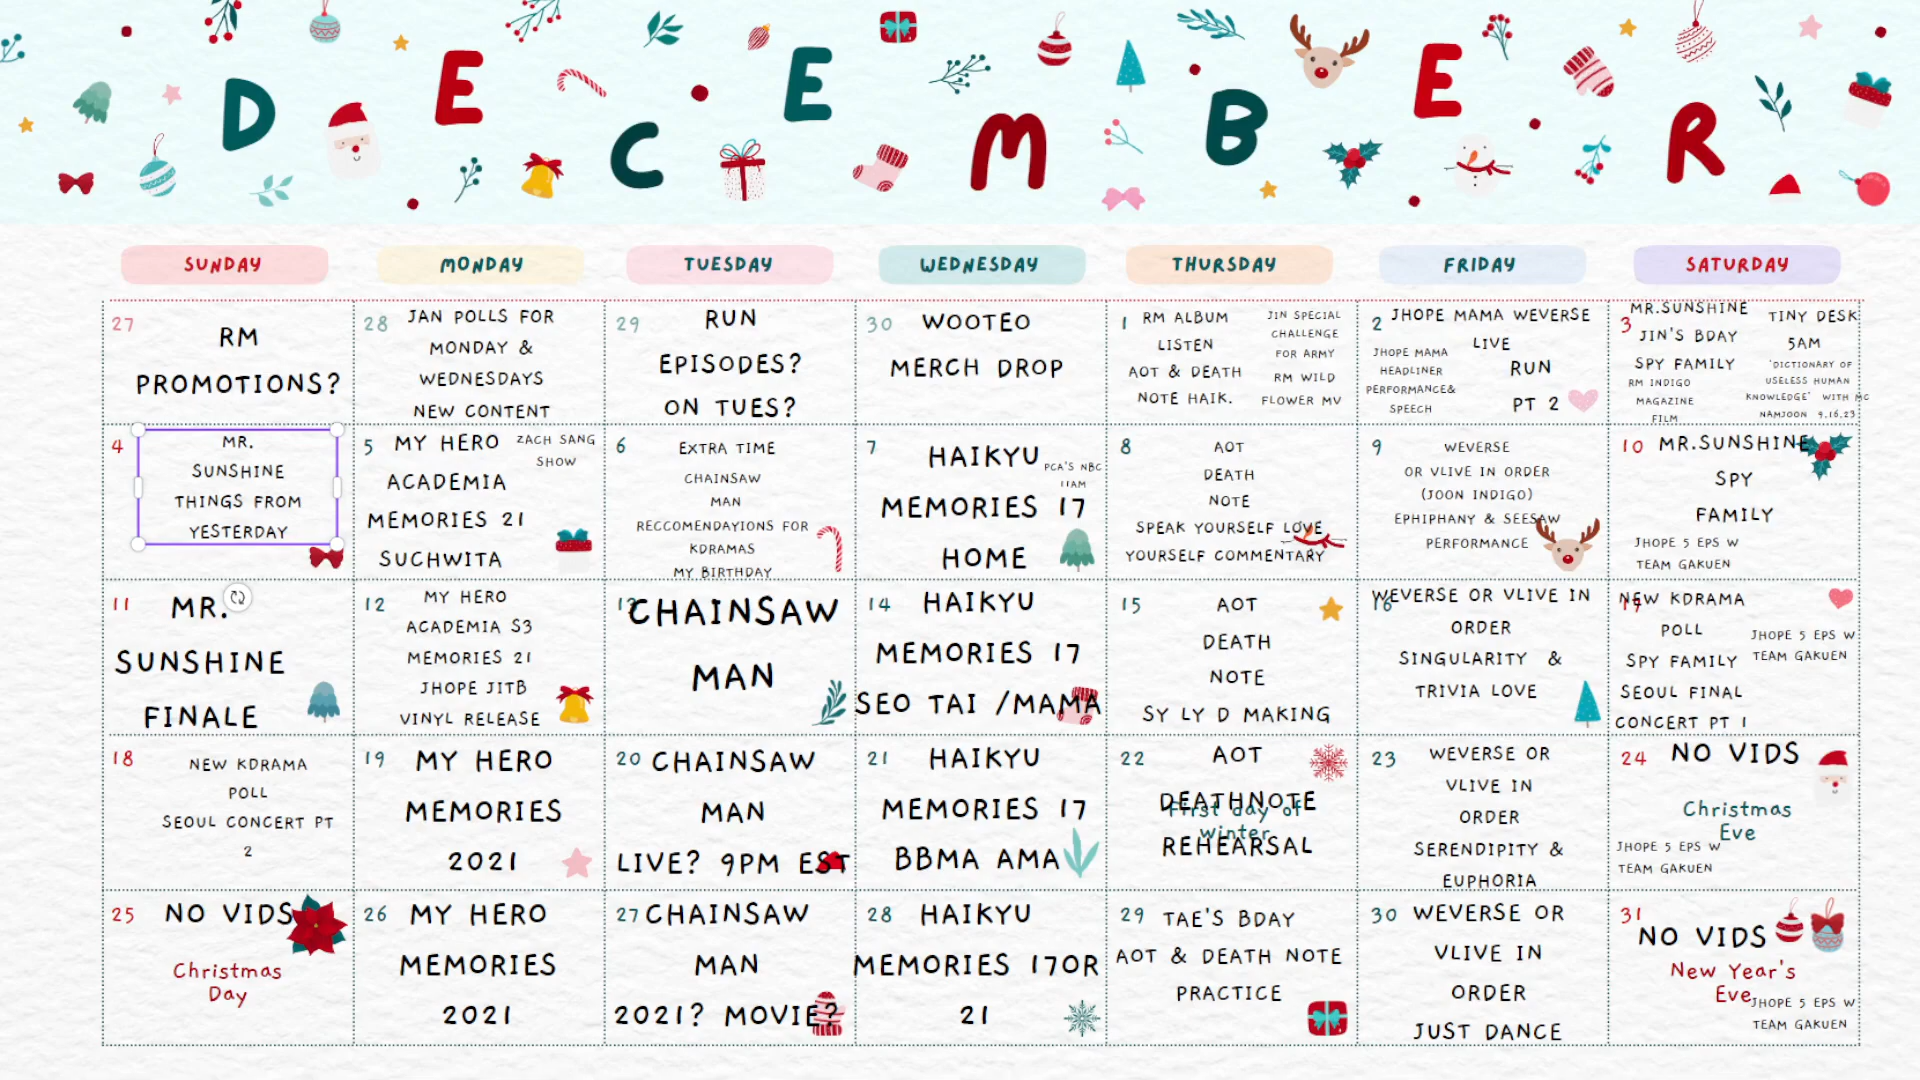 DECEMBER
SUNDAY MONDAY TUESDAY WEDNESDAY THURSDAY FRIDAY SATURDAY
27
RM
PROMOTIONS?
28
JAN POLLS FOR
MONDAY &
WEDNESDAYS
NEW CONTENT
29
RUN
EPISODES?
ON TUES?
30
WOOTEO
MERCH DROP
1
RM ALBUM
LISTEN
AOT & DEATH
NOTE HAIK.
JIN SPECIAL
CHALLENGE
FOR ARMY
RM WILD
FLOWER MV
2
JHOPE MAMA WEVERSE
LIVE
JHOPE MAMA
HEADLINER
PERFORMANCE&
SPEECH
RUN
PT 2
3
MR.SUNSHINE
JIN'S BDAY
SPY FAMILY
RM INDIGO
MAGAZINE
FILM
TINY DESK
5AM
'DICTIONARY OF
USELESS HUMAN
KNOWLEDGE' WITH MC
NAMJOON 9.16.23
4
MR.
SUNSHINE
THINGS FROM
YESTERDAY
5
MY HERO
ACADEMIA
MEMORIES 21
SUCHWITA
ZACH SANG
SHOW
6
EXTRA TIME
CHAINSAW
MAN
RECCOMENDAYIONS FOR
KDRAMAS
MY BIRTHDAY
7
HAIKYU
MEMORIES 17
HOME
PCA'S NBC
11AM
8
AOT
DEATH
NOTE
SPEAK YOURSELF LOVE
YOURSELF COMMENTARY
9
WEVERSE
OR VLIVE IN ORDER
(JOON INDIGO)
EPHIPHANY & SEESAW
PERFORMANCE
10
MR.SUNSHINE
SPY
FAMILY
JHOPE 5 EPS W
TEAM GAKUEN
11
MR.
SUNSHINE
FINALE
12
MY HERO
ACADEMIA S3
MEMORIES 21
JHOPE JITB
VINYL RELEASE
13
CHAINSAW
MAN
14
HAIKYU
MEMORIES 17
SEO TAI /MAMA
15
AOT
DEATH
NOTE
SY LY D MAKING
16
WEVERSE OR VLIVE IN
ORDER
SINGULARITY &
TRIVIA LOVE
17
NEW KDRAMA
POLL
SPY FAMILY
SEOUL FINAL
CONCERT PT 1
JHOPE 5 EPS W
TEAM GAKUEN
18
NEW KDRAMA
POLL
SEOUL CONCERT PT
2
19
MY HERO
MEMORIES
2021
20
CHAINSAW
MAN
LIVE? 9PM EST
21
HAIKYU
MEMORIES 17
BBMA AMA
22
AOT
DEATHNOTE
REHEARSAL
First day of
winter
23
WEVERSE OR
VLIVE IN
ORDER
SERENDIPITY &
EUPHORIA
24
NO VIDS
Christmas
Eve
JHOPE 5 EPS W
TEAM GAKUEN
25
NO VIDS
Christmas
Day
26
MY HERO
MEMORIES
2021
27
CHAINSAW
MAN
2021? MOVIE?
28
HAIKYU
MEMORIES 17OR
21
29
TAE'S BDAY
AOT & DEATH NOTE
PRACTICE
30
WEVERSE OR
VLIVE IN
ORDER
JUST DANCE
31
NO VIDS
New Year's
Eve
JHOPE 5 EPS W
TEAM GAKUEN